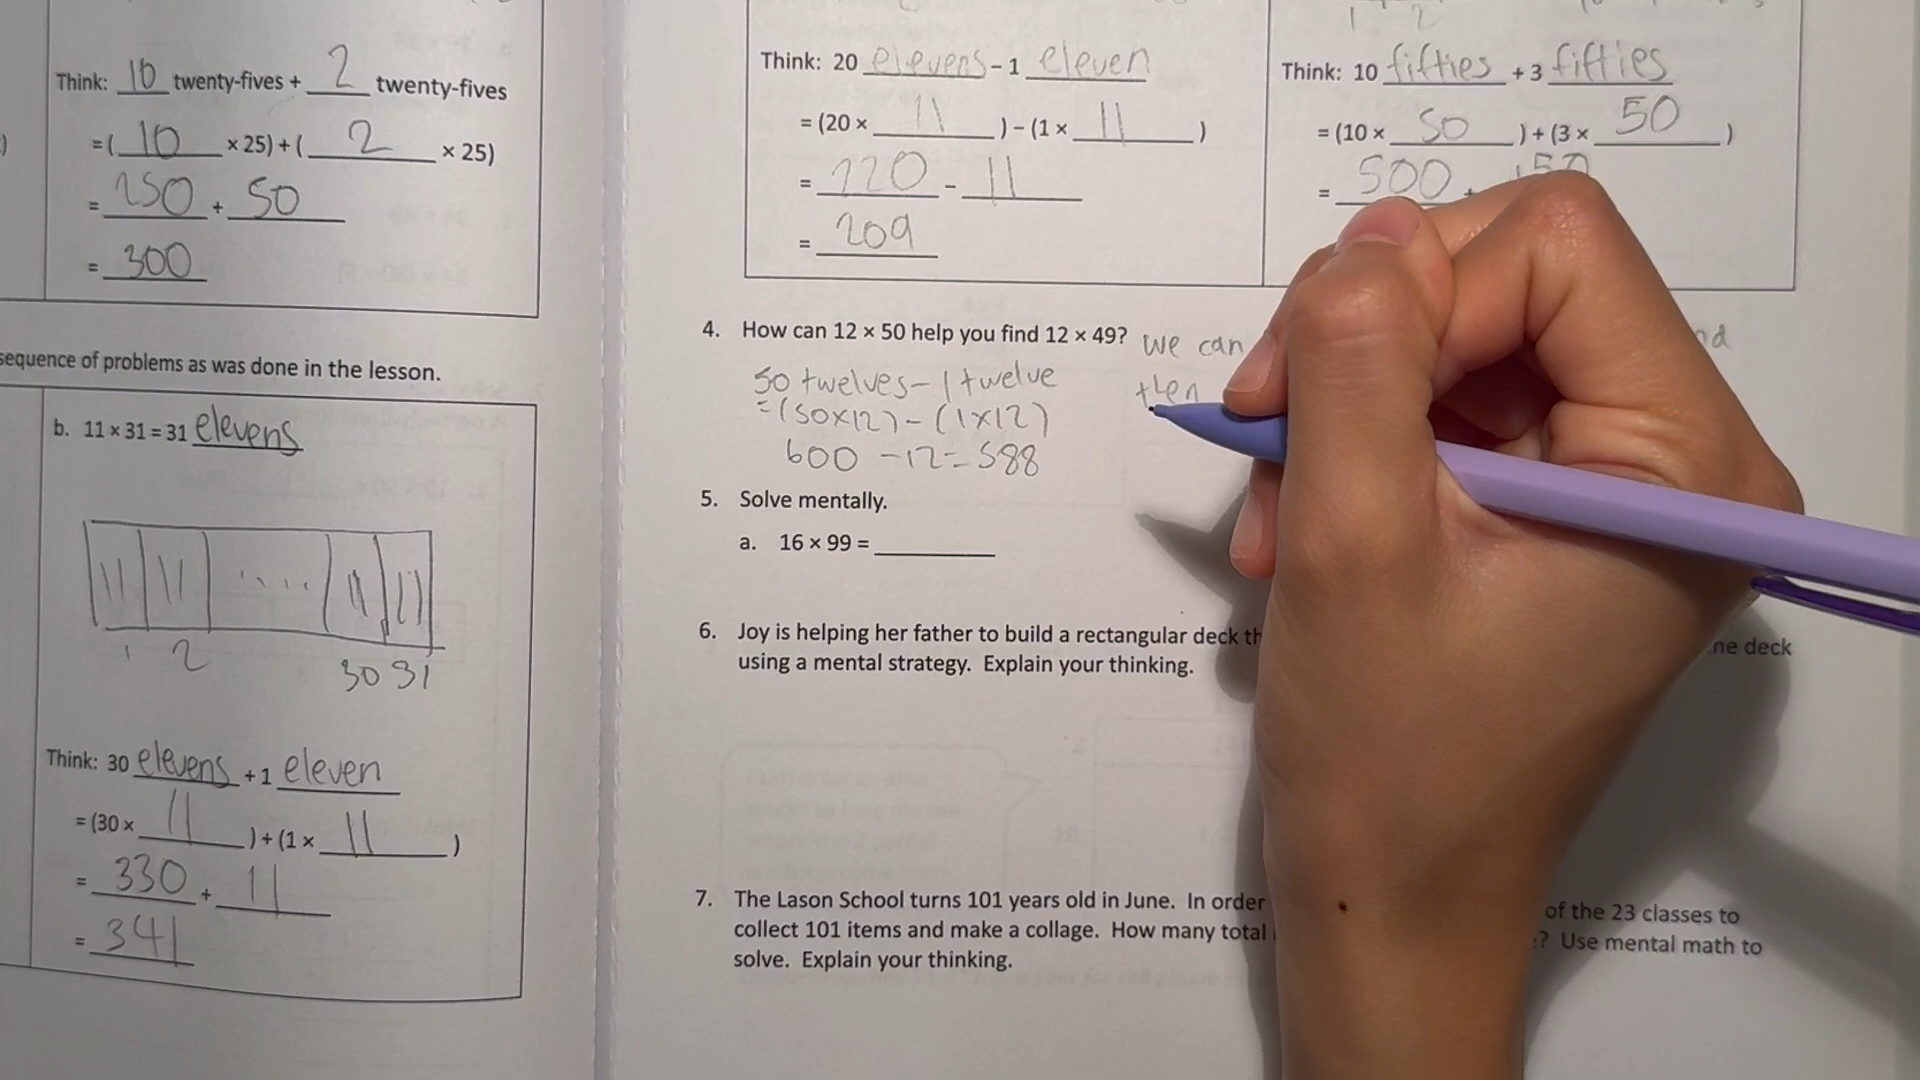 Think: 10 twenty-fives + 2 twenty-fives
= ( 10 × 25) + ( 2 × 25)
= 250 + 50
= 300
sequence of problems as was done in the lesson.
b. 11 × 31 = 31 elevens
1 2 30 31
Think: 30 elevens + 1 eleven
= (30 × 11 ) + (1 × 11 )
= 330 + 11
= 341
Think: 20 elevens - 1 eleven
= (20 × 11 ) – (1 × 11 )
= 220 - 11
= 209
1 2
Think: 10 fifties + 3 fifties
= (10 × 50 ) + (3 × 50 )
= 500 + 150
4. How can 12 × 50 help you find 12 × 49? we can
50 twelves - 1 twelve then
= (50x12) - (1x12)
600 - 12 = 588
5. Solve mentally.
a. 16 × 99 =
6. Joy is helping her father to build a rectangular deck deck
using a mental strategy. Explain your thinking.
7. The Lason School turns 101 years old in June. In order of the 23 classes to
collect 101 items and make a collage. How many total ? Use mental math to
solve. Explain your thinking.